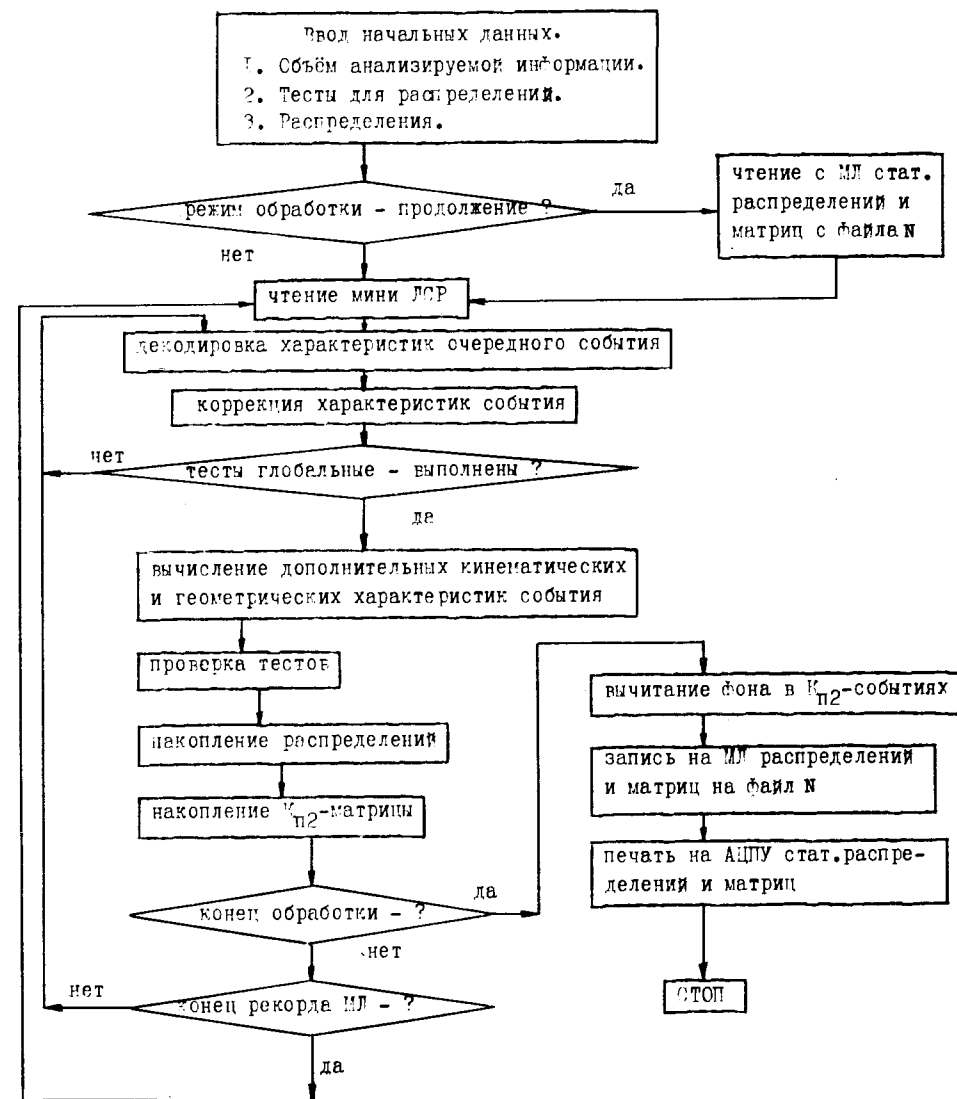 Ввод начальных данных.
1. Объём анализируемой информации.
2. Тесты для распределений.
3. Распределения.
режим обработки – продолжение ?
да
чтение с МЛ стат.
распределений и
матриц с файла N
нет
чтение мини ЛСР
декодировка характеристик очередного события
коррекция характеристик события
нет
тесты глобальные – выполнены ?
да
вычисление дополнительных кинематических
и геометрических характеристик события
проверка тестов
накопление распределений
накопление Kп2-матрицы
конец обработки – ?
да
нет
вычитание фона в Kп2-событиях
запись на МЛ распределений
и матриц на файл N
печать на АЦПУ стат.распре-
делений и матриц
СТОП
нет
конец рекорда МЛ – ?
да